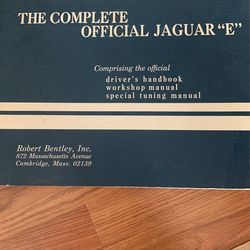 THE COMPLETE
OFFICIAL JAGUAR “E”
Comprising the official
driver's handbook
workshop manual
special tuning manual
Robert Bentley, Inc.
872 Massachusetts Avenue
Cambridge, Mass. 02139